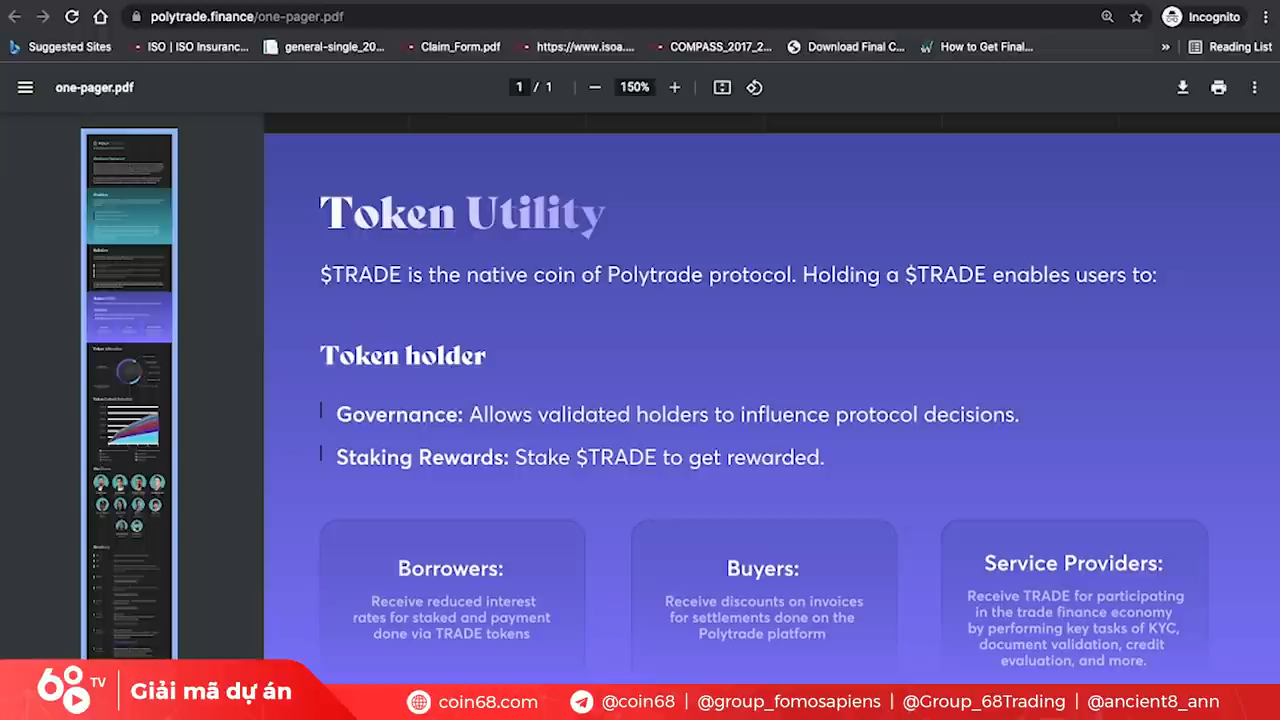 polytrade.finance/one-pager.pdf
Incognito
Suggested Sites
ISO | ISO Insuranc...
general-single_20...
Claim_Form.pdf
https://www.isoa....
COMPASS_2017_2...
Download Final C...
How to Get Final...
»
Reading List
one-pager.pdf
1 / 1
150%
Token Utility
$TRADE is the native coin of Polytrade protocol. Holding a $TRADE enables users to:
Token holder
Governance: Allows validated holders to influence protocol decisions.
Staking Rewards: Stake $TRADE to get rewarded.
Borrowers:
Receive reduced interest
rates for staked and payment
done via TRADE tokens
Buyers:
Receive discounts on invoices
for settlements done on the
Polytrade platform
Service Providers:
Receive TRADE for participating
in the trade finance economy
by performing key tasks of KYC,
document validation, credit
evaluation, and more.
68 TV
Giải mã dự án
coin68.com
@coin68 | @group_fomosapiens | @Group_68Trading | @ancient8_ann